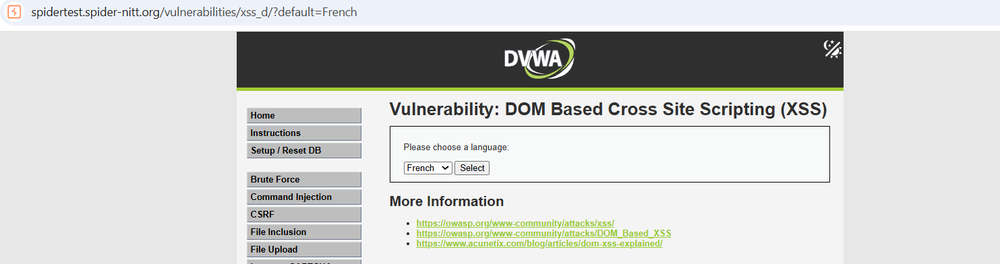 spidertest.spider-nitt.org/vulnerabilities/xss_d/?default=French
DVWA
Vulnerability: DOM Based Cross Site Scripting (XSS)
Home
Instructions
Setup / Reset DB
Brute Force
Command Injection
CSRF
File Inclusion
File Upload
Please choose a language:
French Select
More Information
https://owasp.org/www-community/attacks/xss/
https://owasp.org/www-community/attacks/DOM_Based_XSS
https://www.acunetix.com/blog/articles/dom-xss-explained/